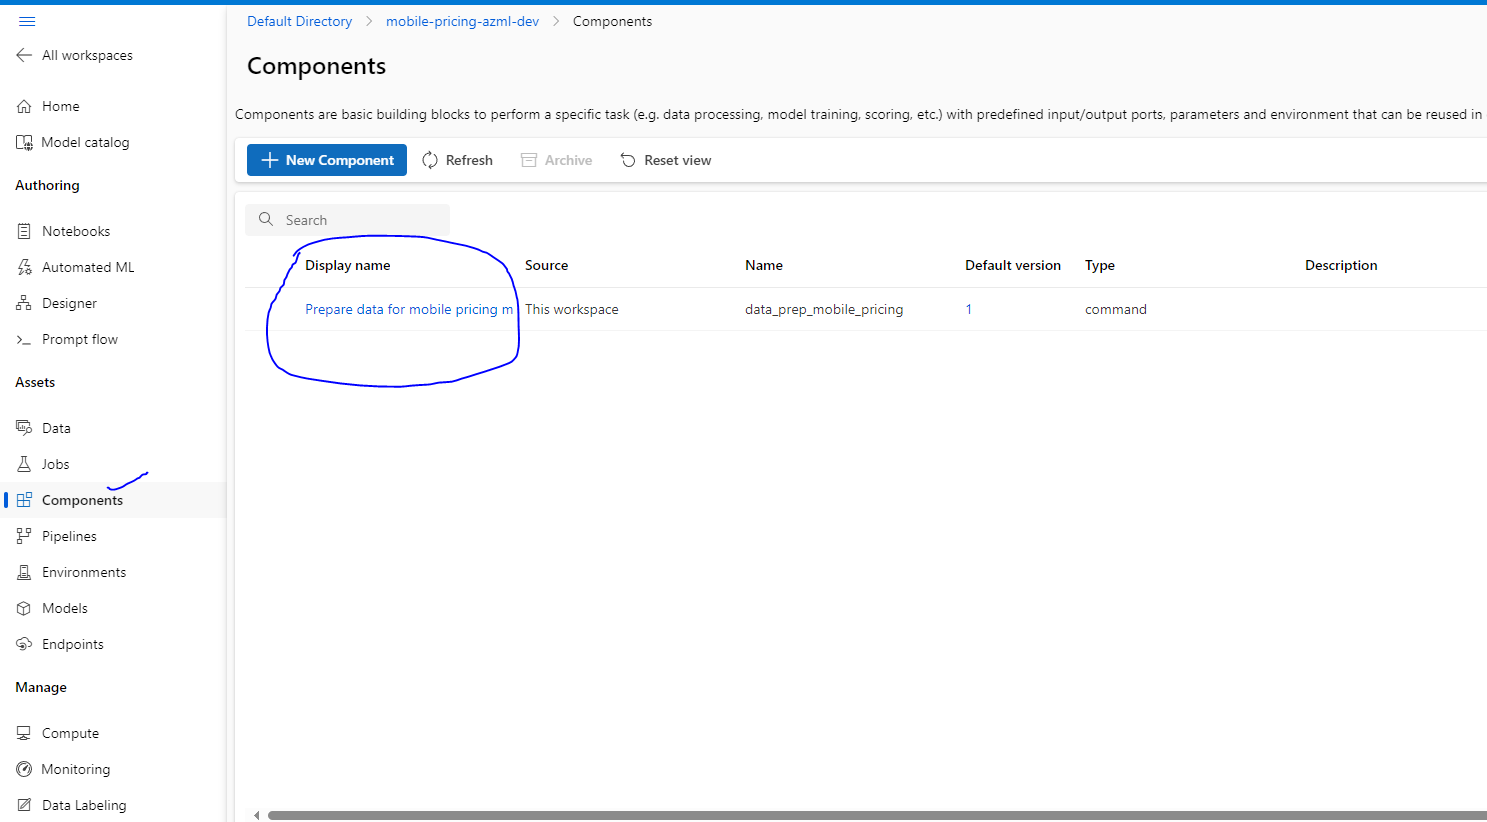 Default Directory > mobile-pricing-azml-dev > Components
All workspaces
Components
Home
Components are basic building blocks to perform a specific task (e.g. data processing, model training, scoring, etc.) with predefined input/output ports, parameters and environment that can be reused in
Model catalog
New Component Refresh Archive Reset view
Authoring
Search
Notebooks
Automated ML
Designer
Prompt flow
Display name Source Name Default version Type Description
Prepare data for mobile pricing m This workspace data_prep_mobile_pricing 1 command
Assets
Data
Jobs
Components
Pipelines
Environments
Models
Endpoints
Manage
Compute
Monitoring
Data Labeling